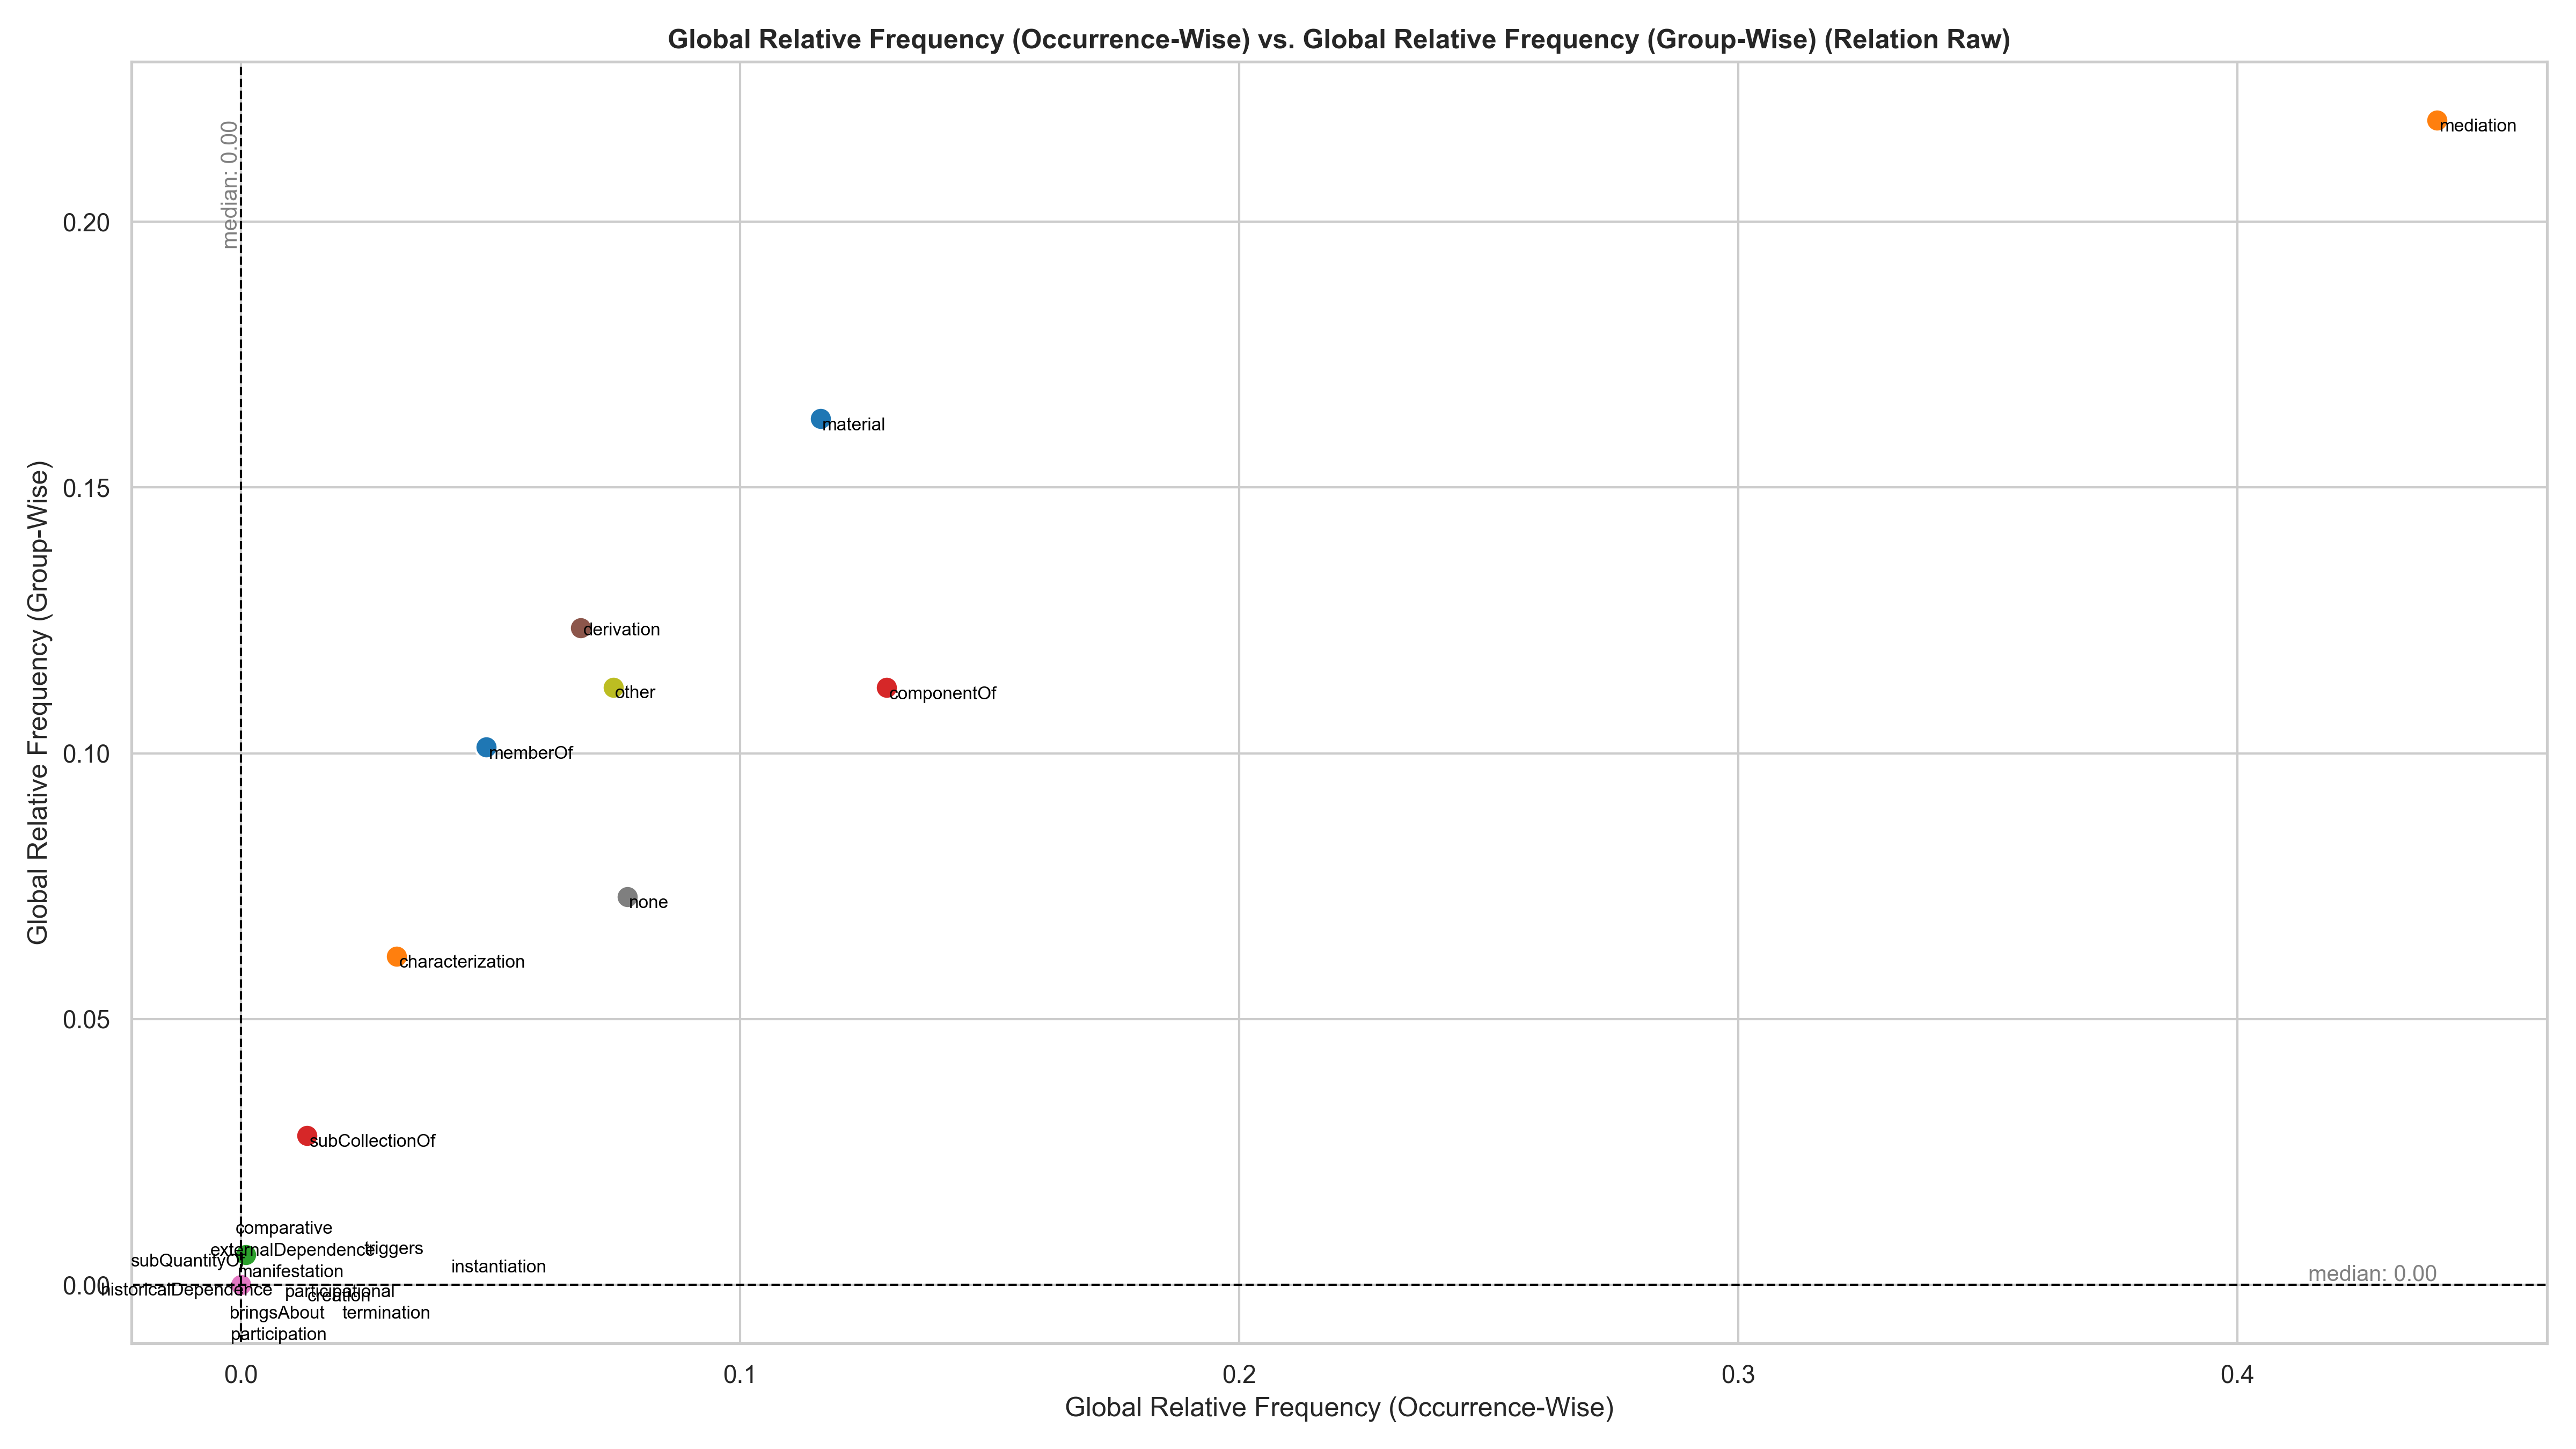 Global Relative Frequency (Occurrence-Wise) vs. Global Relative Frequency (Group-Wise) (Relation Raw)
Global Relative Frequency (Group-Wise)
0.20
0.15
0.10
0.05
0.00
median: 0.00
mediation
material
derivation
other
componentOf
memberOf
none
characterization
subCollectionOf
comparative
externalDependence
triggers
subQuantityOf
instantiation
manifestation
median: 0.00
historicalDependence
participational
creation
bringsAbout
termination
participation
0.0
0.1
0.2
0.3
0.4
Global Relative Frequency (Occurrence-Wise)